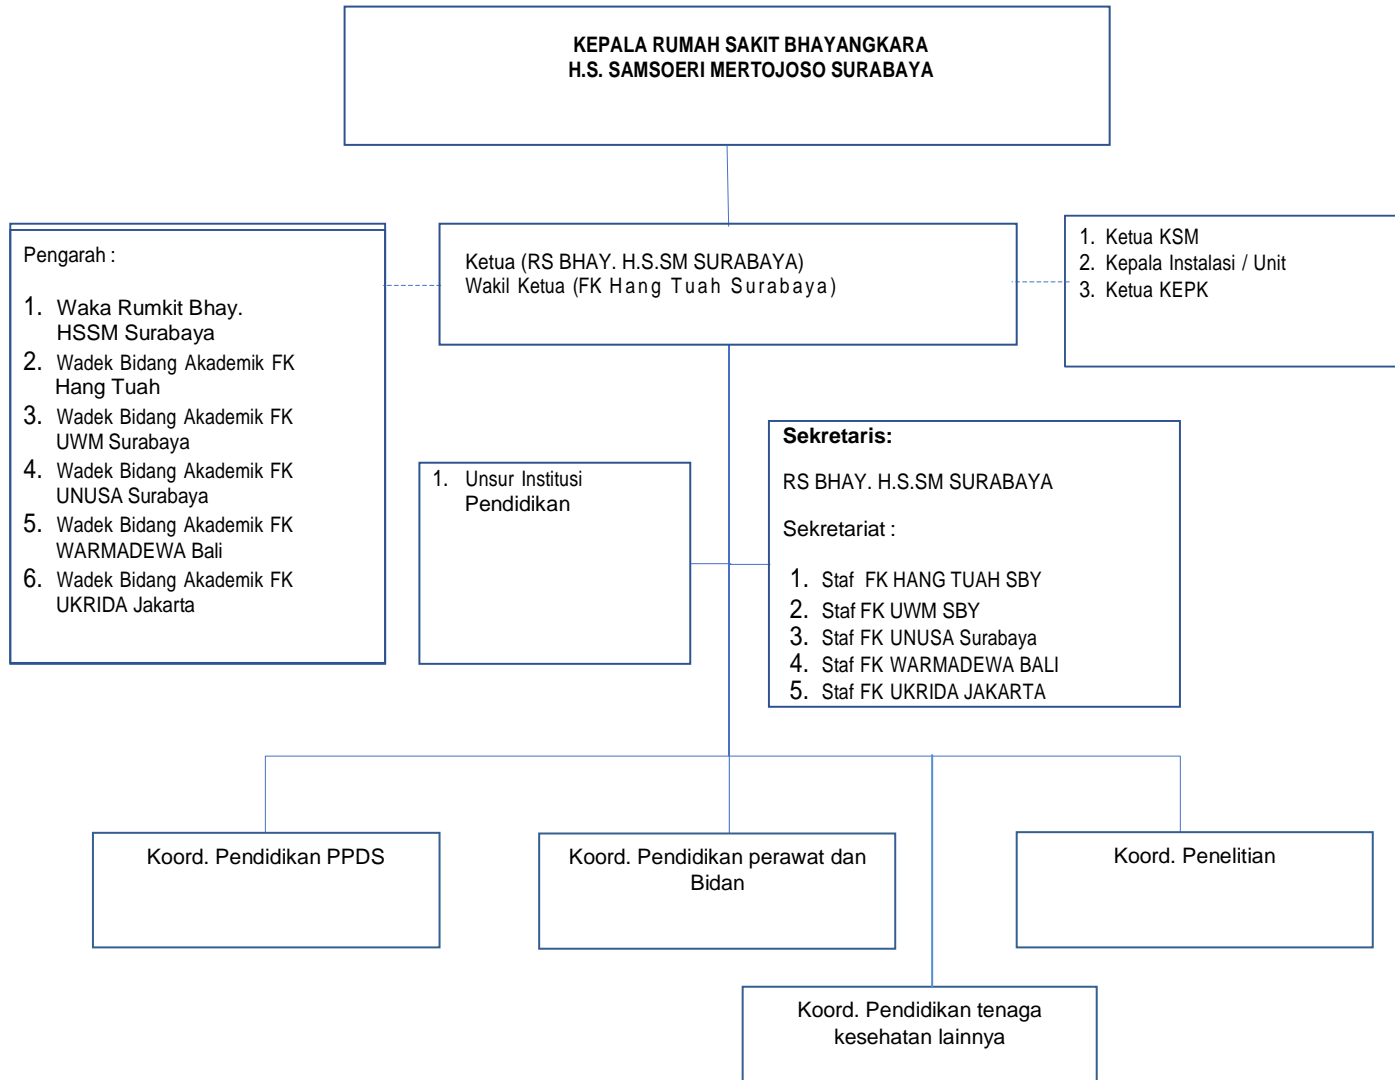 KEPALA RUMAH SAKIT BHAYANGKARA
H.S. SAMSOERI MERTOJOSO SURABAYA
Pengarah :
1. Waka Rumkit Bhay.
HSSM Surabaya
2. Wadek Bidang Akademik FK
Hang Tuah
3. Wadek Bidang Akademik FK
UWM Surabaya
4. Wadek Bidang Akademik FK
UNUSA Surabaya
5. Wadek Bidang Akademik FK
WARMADEWA Bali
6. Wadek Bidang Akademik FK
UKRIDA Jakarta
Ketua (RS BHAY. H.S.SM SURABAYA)
Wakil Ketua (FK Hang Tuah Surabaya)
1. Ketua KSM
2. Kepala Instalasi / Unit
3. Ketua KEPK
1. Unsur Institusi
Pendidikan
Sekretaris:
RS BHAY. H.S.SM SURABAYA
Sekretariat :
1. Staf FK HANG TUAH SBY
2. Staf FK UWM SBY
3. Staf FK UNUSA Surabaya
4. Staf FK WARMADEWA BALI
5. Staf FK UKRIDA JAKARTA
Koord. Pendidikan PPDS
Koord. Pendidikan perawat dan
Bidan
Koord. Penelitian
Koord. Pendidikan tenaga
kesehatan lainnya